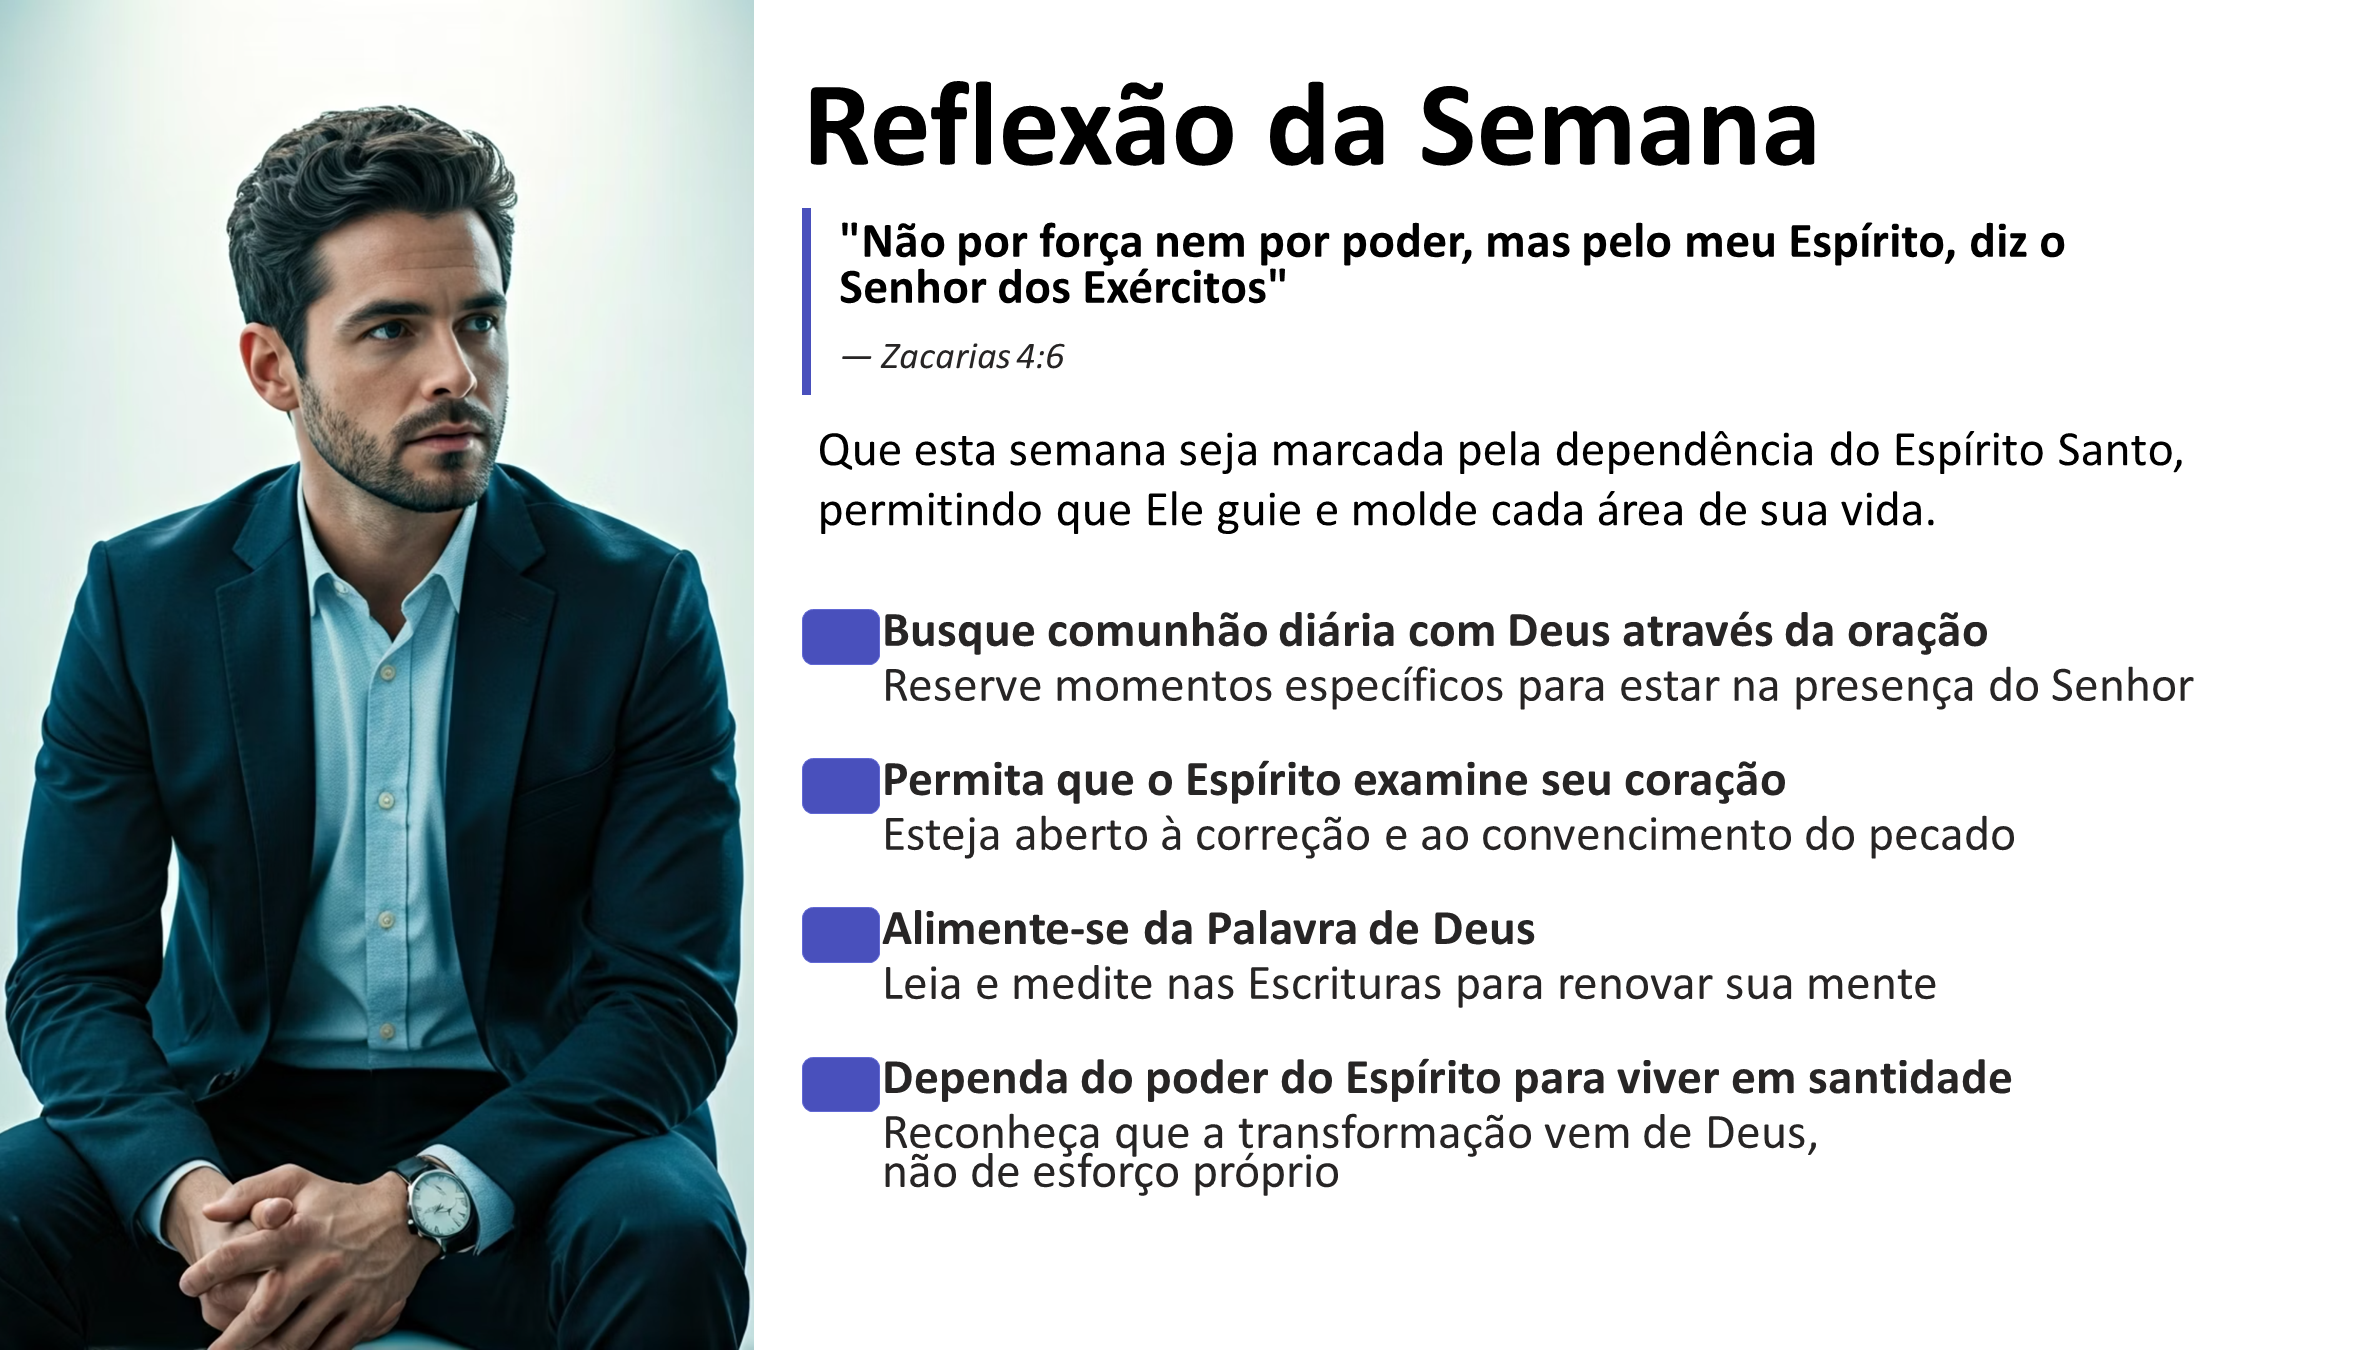 Reflexão da Semana
"Não por força nem por poder, mas pelo meu Espírito, diz o
Senhor dos Exércitos"
— Zacarias 4:6
Que esta semana seja marcada pela dependência do Espírito Santo,
permitindo que Ele guie e molde cada área de sua vida.
Busque comunhão diária com Deus através da oração
Reserve momentos específicos para estar na presença do Senhor
Permita que o Espírito examine seu coração
Esteja aberto à correção e ao convencimento do pecado
Alimente-se da Palavra de Deus
Leia e medite nas Escrituras para renovar sua mente
Dependa do poder do Espírito para viver em santidade
Reconheça que a transformação vem de Deus,
não de esforço próprio